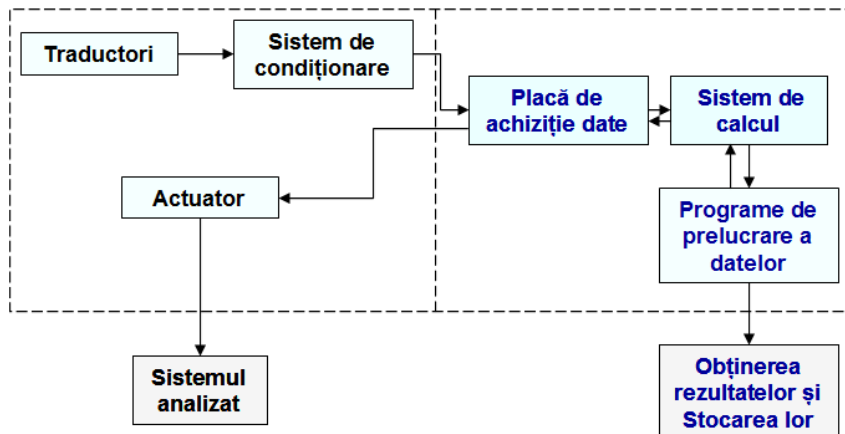 Traductori
Sistem de
condiționare
Placă de
achiziție date
Sistem de
calcul
Actuator
Programe de
prelucrare a
datelor
Sistemul
analizat
Obținerea
rezultatelor și
Stocarea lor